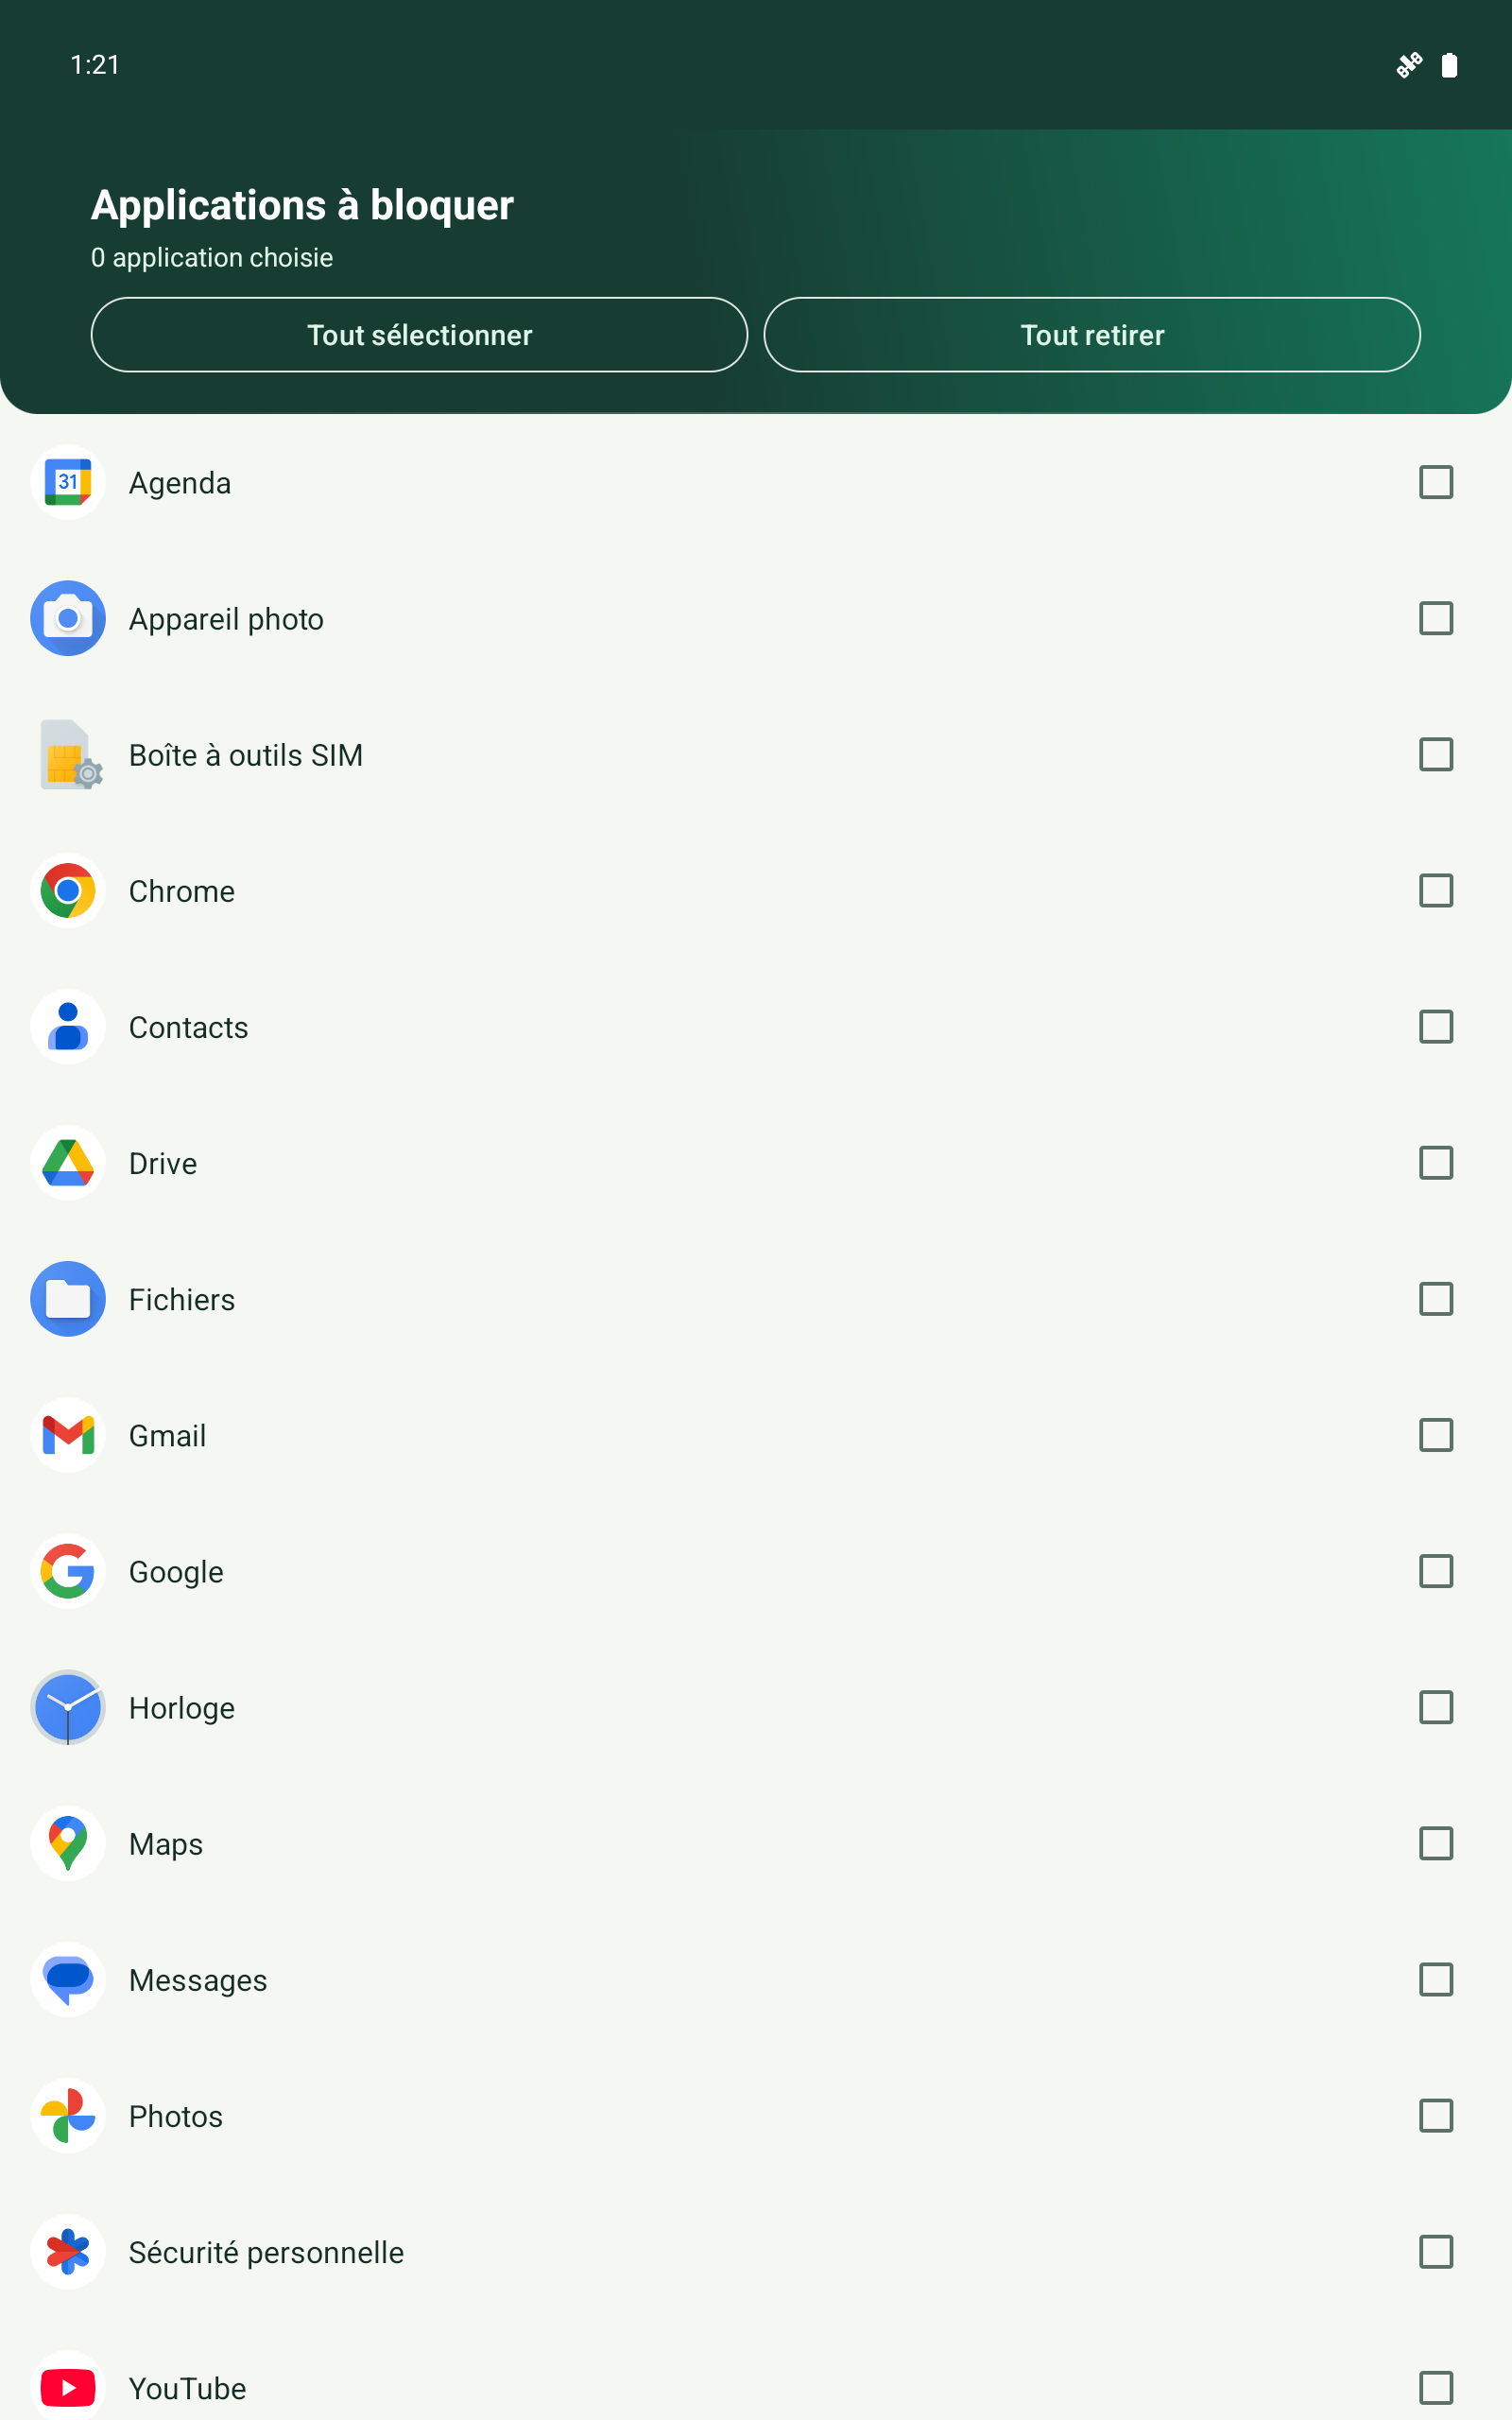 1:21
Applications à bloquer
0 application choisie
Tout sélectionner
Tout retirer
31
Agenda
Appareil photo
Boîte à outils SIM
Chrome
Contacts
Drive
Fichiers
Gmail
Google
Horloge
Maps
Messages
Photos
Sécurité personnelle
YouTube